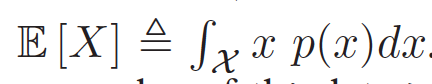 𝔼 [X] ≜ ∫_𝒳 x p(x)dx.